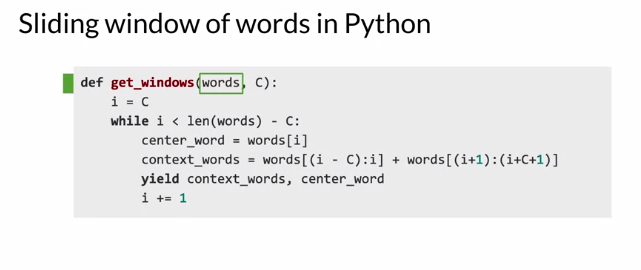 Sliding window of words in Python
def get_windows(words, C):
    i = C
    while i < len(words) - C:
        center_word = words[i]
        context_words = words[(i - C):i] + words[(i+1):(i+C+1)]
        yield context_words, center_word
        i += 1